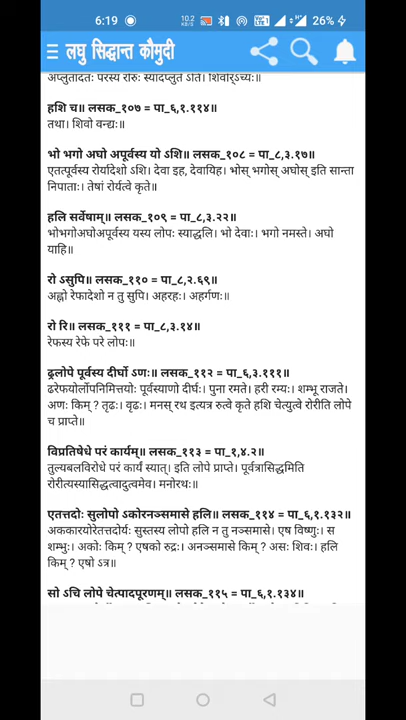 6:19
10.2 KB/S
26%
लघु सिद्धान्त कौमुदी
अप्लुतादतः परस्य रोरुः स्यादप्लुते ऽति। शिवोर्ऽच्यः॥
हशि च॥ लसक_१०७ = पा_६,१.११४॥
तथा। शिवो वन्द्यः॥
भो भगो अघो अपूर्वस्य यो ऽशि॥ लसक_१०८ = पा_८,३.१७॥
एतत्पूर्वस्य रोर्यादेशो ऽशि। देवा इह, देवायिह। भोस् भगोस् अघोस् इति सान्ता
निपाताः। तेषां रोर्यत्वे कृते॥
हलि सर्वेषाम्॥ लसक_१०९ = पा_८,३.२२॥
भोभगोअघोअपूर्वस्य यस्य लोपः स्याद्धलि। भो देवाः। भगो नमस्ते। अघो
याहि॥
रो ऽसुपि॥ लसक_११० = पा_८,२.६९॥
अह्नो रेफादेशो न तु सुपि। अहरहः। अहर्गणः॥
रो रि॥ लसक_१११ = पा_८,३.१४॥
रेफस्य रेफे परे लोपः॥
ढ्रलोपे पूर्वस्य दीर्घो ऽणः॥ लसक_११२ = पा_६,३.१११॥
ढरेफयोर्लोपनिमित्तयोः पूर्वस्याणो दीर्घः। पुना रमते। हरी रम्यः। शम्भू राजते।
अणः किम् ? तृढः। वृढः। मनस् रथ इत्यत्र रुत्वे कृते हशि चेत्युत्वे रोरीति लोपे
च प्राप्ते॥
विप्रतिषेधे परं कार्यम्॥ लसक_११३ = पा_१,४.२॥
तुल्यबलविरोधे परं कार्यं स्यात्। इति लोपे प्राप्ते। पूर्वत्रासिद्धमिति
रोरीत्यस्यासिद्धत्वादुत्वमेव। मनोरथः॥
एतत्तदोः सुलोपो ऽकोरनञ्समासे हलि॥ लसक_११४ = पा_६,१.१३२॥
अककारयोरेतत्तदोर्यः सुस्तस्य लोपो हलि न तु नञ्समासे। एष विष्णुः। स
शम्भुः। अकोः किम् ? एषको रुद्रः। अनञ्समासे किम् ? असः शिवः। हलि
किम् ? एषो ऽत्र॥
सो ऽचि लोपे चेत्पादपूरणम्॥ लसक_११५ = पा_६,१.१३४॥